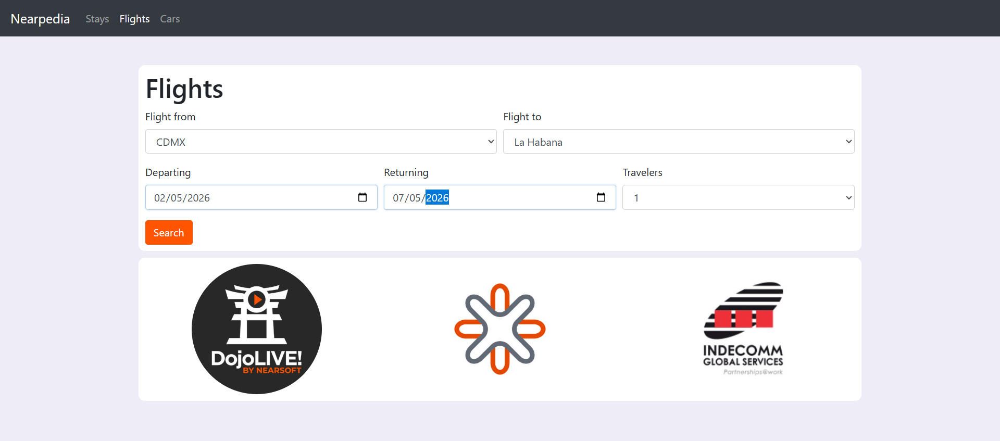 Nearpedia Stays Flights Cars
Flights
Flight from Flight to
CDMX La Habana
Departing Returning Travelers
02/05/2026 07/05/2026 1
Search
DojoLIVE!
BY NEARSOFT
INDECOMM
GLOBAL SERVICES
Partnerships@work